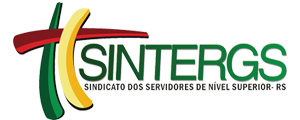 SINTERGS
SINDICATO DOS SERVIDORES DE NÍVEL SUPERIOR- RS